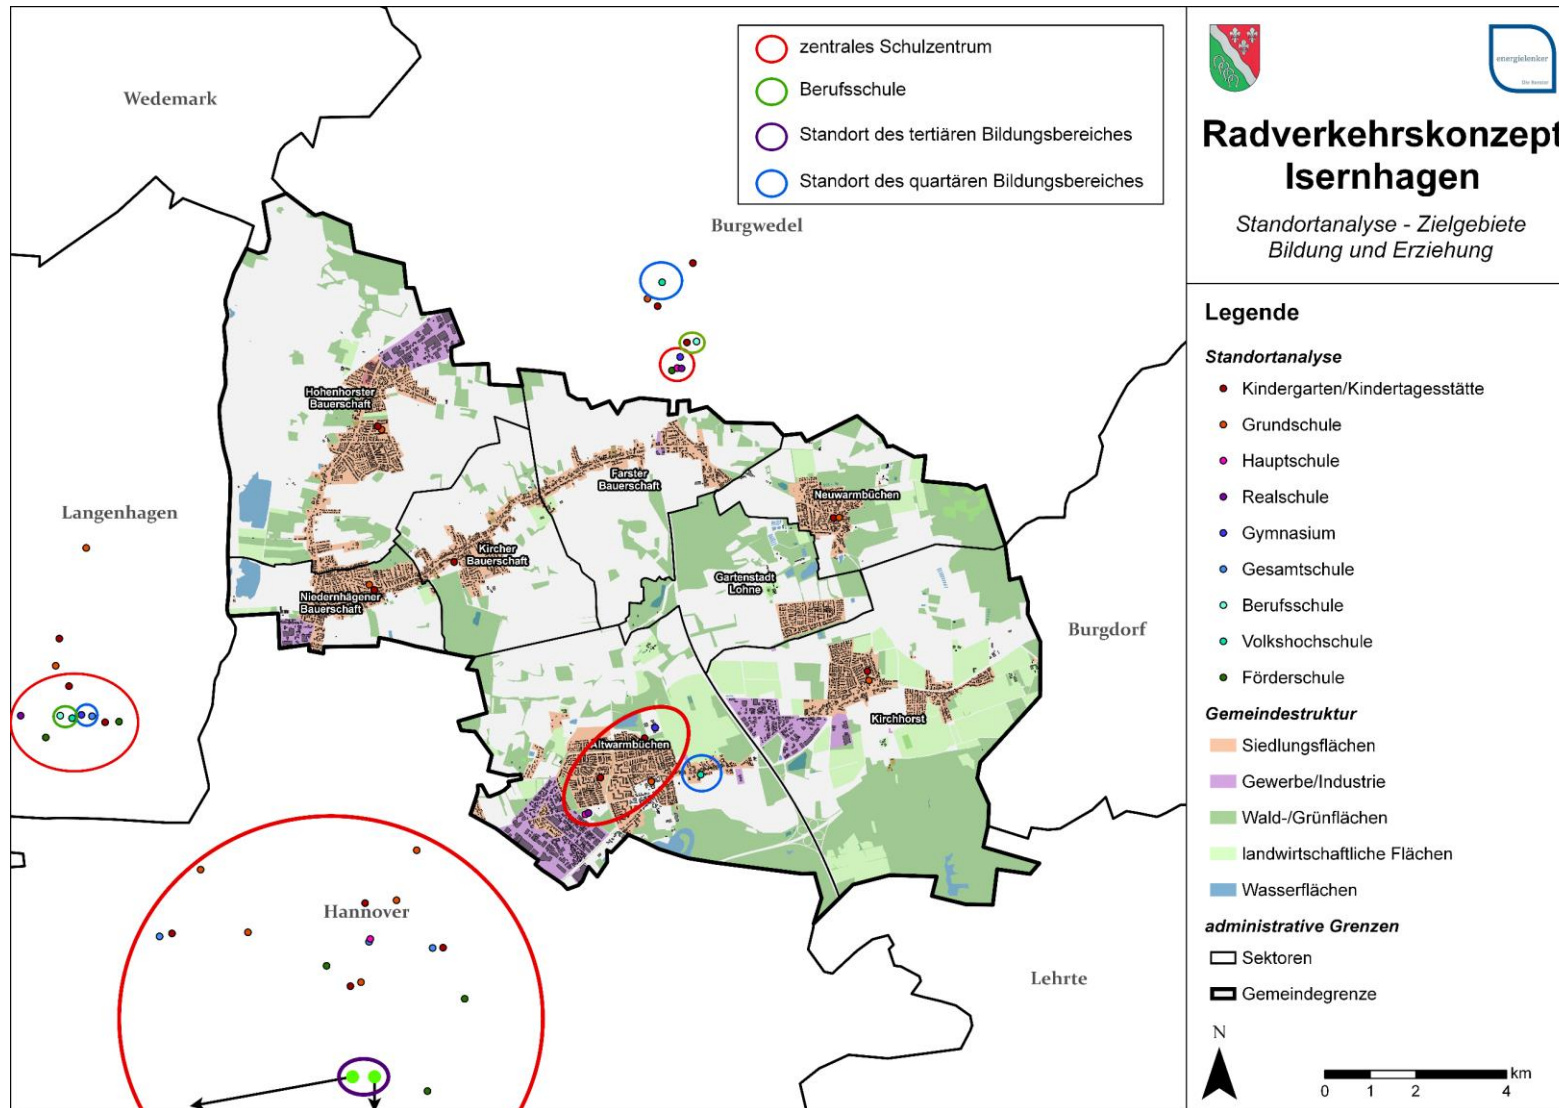 zentrales Schulzentrum
Berufsschule
Standort des tertiären Bildungsbereiches
Standort des quartären Bildungsbereiches
Wedemark
Burgwedel
Hohenhorster
Bauerschaft
Farster
Bauerschaft
Neuwarmbüchen
Langenhagen
Kircher
Bauerschaft
Gartenstadt
Lohne
Niedernhägener
Bauerschaft
Burgdorf
Kirchhorst
Altwarmbüchen
Hannover
Lehrte
energielenker
Radverkehrskonzept
Isernhagen
Standortanalyse - Zielgebiete
Bildung und Erziehung
Legende
Standortanalyse
Kindergarten/Kindertagesstätte
Grundschule
Hauptschule
Realschule
Gymnasium
Gesamtschule
Berufsschule
Volkshochschule
Förderschule
Gemeindestruktur
Siedlungsflächen
Gewerbe/Industrie
Wald-/Grünflächen
landwirtschaftliche Flächen
Wasserflächen
administrative Grenzen
Sektoren
Gemeindegrenze
N
km
0 1 2 4